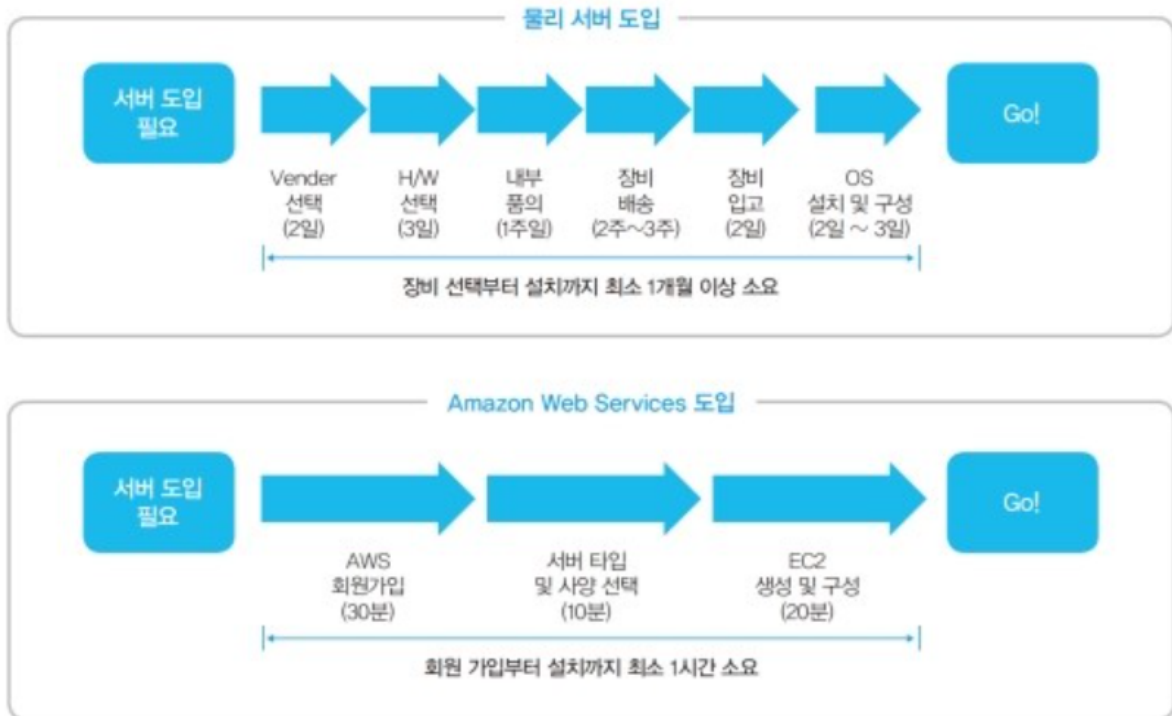 물리 서버 도입
서버 도입
필요
Vender
선택
(2일)
H/W
선택
(3일)
내부
품의
(1주일)
장비
배송
(2주~3주)
장비
입고
(2일)
OS
설치 및 구성
(2일 ~ 3일)
Go!
장비 선택부터 설치까지 최소 1개월 이상 소요
Amazon Web Services 도입
서버 도입
필요
AWS
회원가입
(30분)
서버 타입
및 사양 선택
(10분)
EC2
생성 및 구성
(20분)
Go!
회원 가입부터 설치까지 최소 1시간 소요